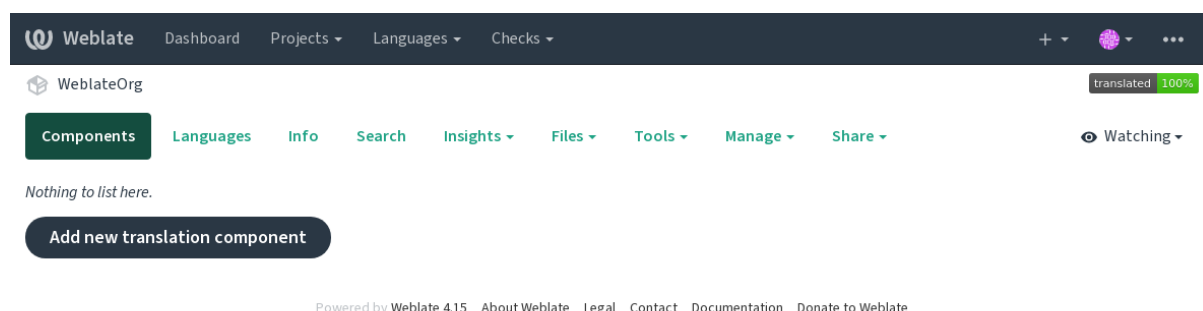 Weblate Dashboard Projects Languages Checks
WeblateOrg translated 100%
Components Languages Info Search Insights Files Tools Manage Share Watching
Nothing to list here.
Add new translation component
Powered by Weblate 4.15 About Weblate Legal Contact Documentation Donate to Weblate